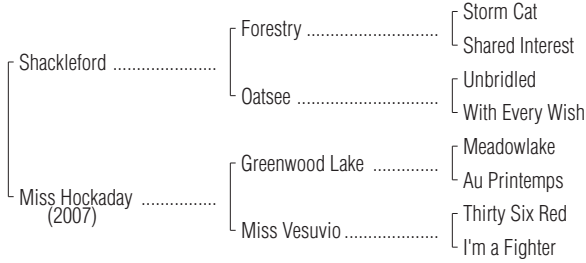 Storm Cat
Forestry ....................
Shared Interest
Shackleford .....................
Unbridled
Oatsee ............................
With Every Wish
Meadowlake
Greenwood Lake .............
Au Printemps
Miss Hockaday ...............
(2007)
Thirty Six Red
Miss Vesuvio ...................
I'm a Fighter